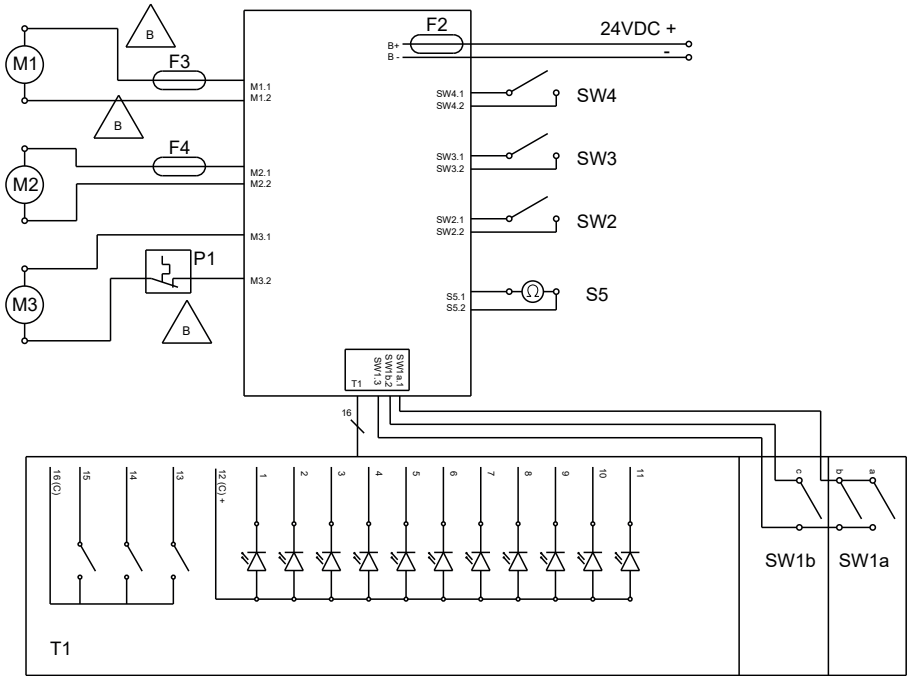 F2
24VDC +
B+
B -
-
B
M1
F3
M1.1
M1.2
SW4.1
SW4.2
SW4
B
F4
M2
M2.1
M2.2
SW3.1
SW3.2
SW3
SW2.1
SW2.2
SW2
M3.1
P1
M3
M3.2
B
S5.1
S5.2
Ω
S5
T1
SW1.3
SW1b.2
SW1a.1
16
16 (C)
15
14
13
12 (C) +
1
2
3
4
5
6
7
8
9
10
11
c
b
a
SW1b
SW1a
T1